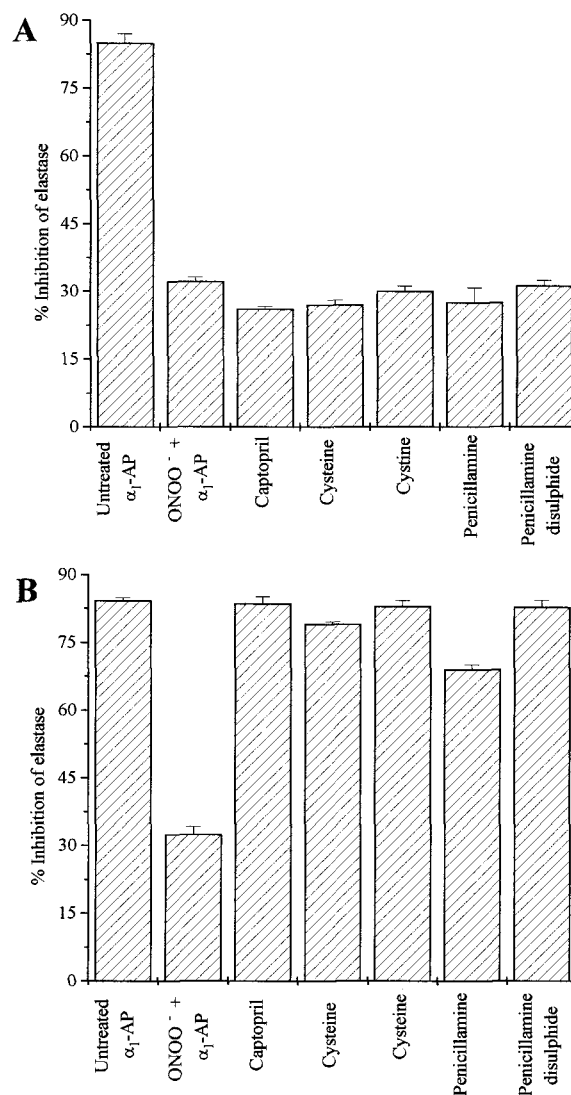 A
% Inhibition of elastase
90
75
60
45
30
15
0
Untreated
α₁-AP
ONOO⁻ +
α₁-AP
Captopril
Cysteine
Cystine
Penicillamine
Penicillamine
disulphide
B
% Inhibition of elastase
90
75
60
45
30
15
0
Untreated
α₁-AP
ONOO⁻ +
α₁-AP
Captopril
Cysteine
Cysteine
Penicillamine
Penicillamine
disulphide